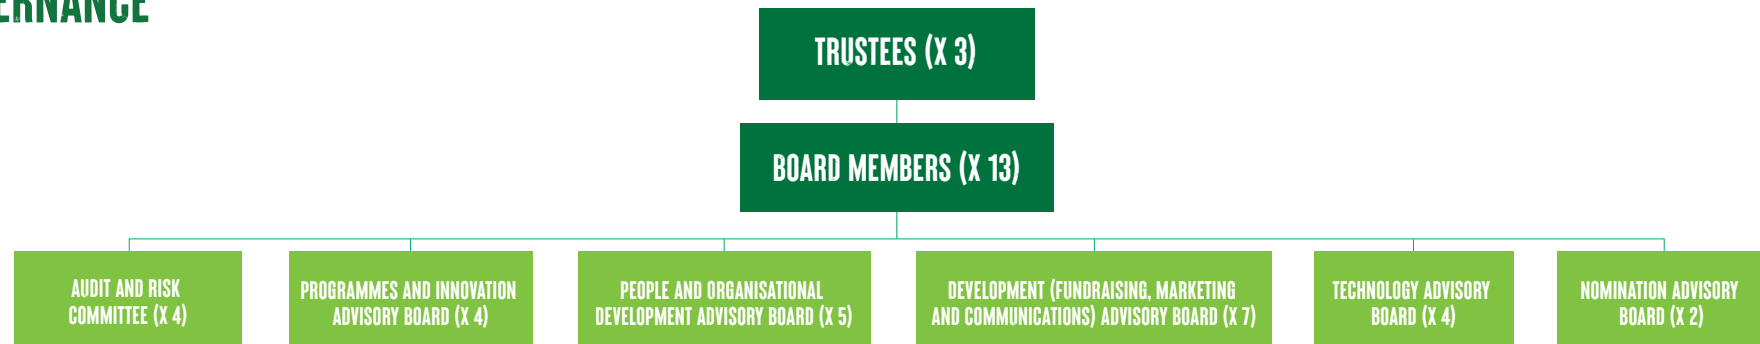 ERNANCE
TRUSTEES (X 3)
BOARD MEMBERS (X 13)
AUDIT AND RISK
COMMITTEE (X 4)
PROGRAMMES AND INNOVATION
ADVISORY BOARD (X 4)
PEOPLE AND ORGANISATIONAL
DEVELOPMENT ADVISORY BOARD (X 5)
DEVELOPMENT (FUNDRAISING, MARKETING
AND COMMUNICATIONS) ADVISORY BOARD (X 7)
TECHNOLOGY ADVISORY
BOARD (X 4)
NOMINATION ADVISORY
BOARD (X 2)